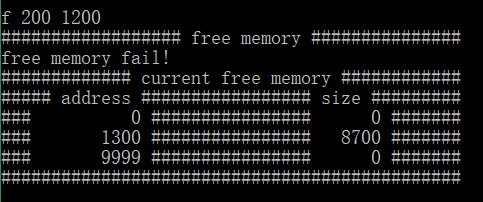 f 200 1200
################## free memory ###############
free memory fail!
############# current free memory ############
##### address ################# size #########
###          0 ################          0 #######
###       1300 ################       8700 #######
###       9999 ################          0 #######
##############################################